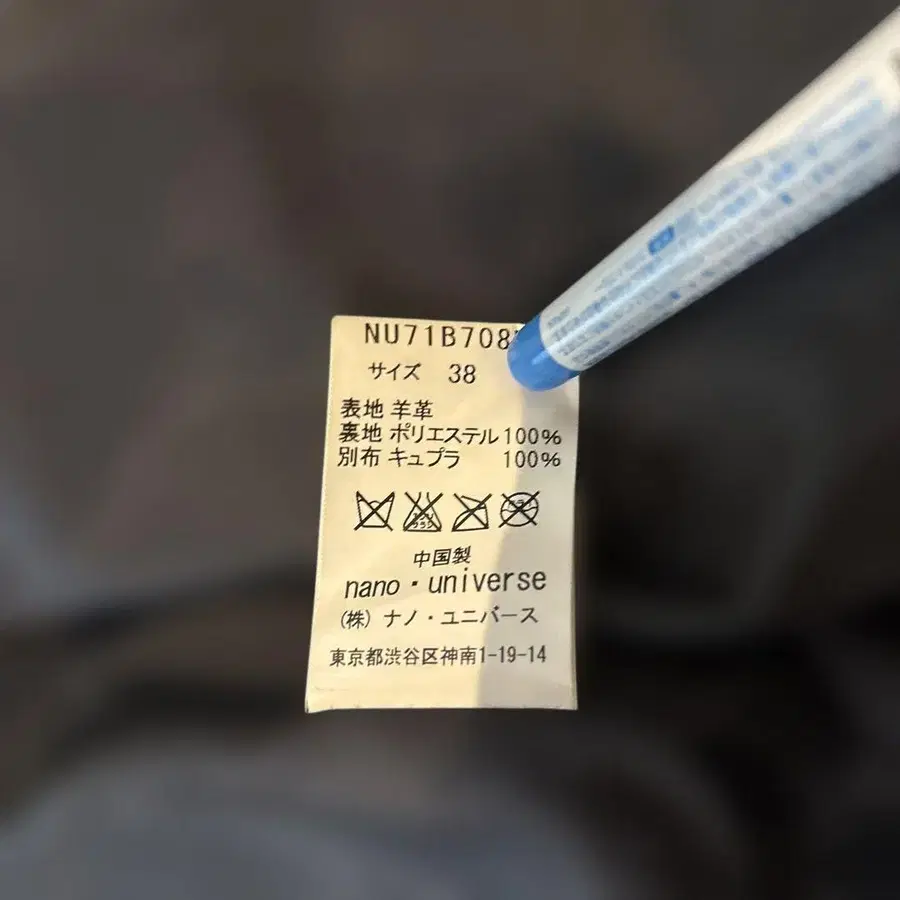 NU71B708
サイズ 38
表地 羊革
裏地 ポリエステル 100%
別布 キュプラ 100%
中国製
nano・universe
(株) ナノ・ユニバース
東京都渋谷区神南1-19-14